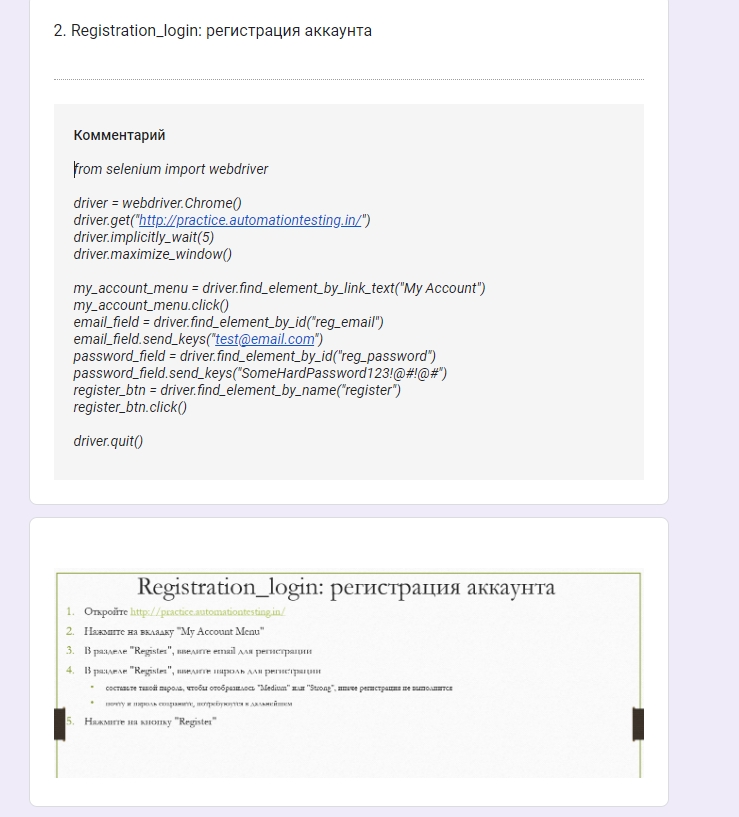 2. Registration_login: регистрация аккаунта
Комментарий
from selenium import webdriver
driver = webdriver.Chrome()
driver.get("http://practice.automationtesting.in/")
driver.implicitly_wait(5)
driver.maximize_window()
my_account_menu = driver.find_element_by_link_text("My Account")
my_account_menu.click()
email_field = driver.find_element_by_id("reg_email")
email_field.send_keys("test@email.com")
password_field = driver.find_element_by_id("reg_password")
password_field.send_keys("SomeHardPassword123!@#!@#")
register_btn = driver.find_element_by_name("register")
register_btn.click()
driver.quit()
Registration_login: регистрация аккаунта
1. Откройте http://practice.automationtesting.in/
2. Нажмите на вкладку "My Account Menu"
3. В разделе "Register", введите email для регистрации
4. В разделе "Register", введите пароль для регистрации
• составьте такой пароль, чтобы отобразилось "Medium" или "Strong", иначе регистрация не выполнится
• почту и пароль сохраните, потребуются в дальнейшем
5. Нажмите на кнопку "Register"